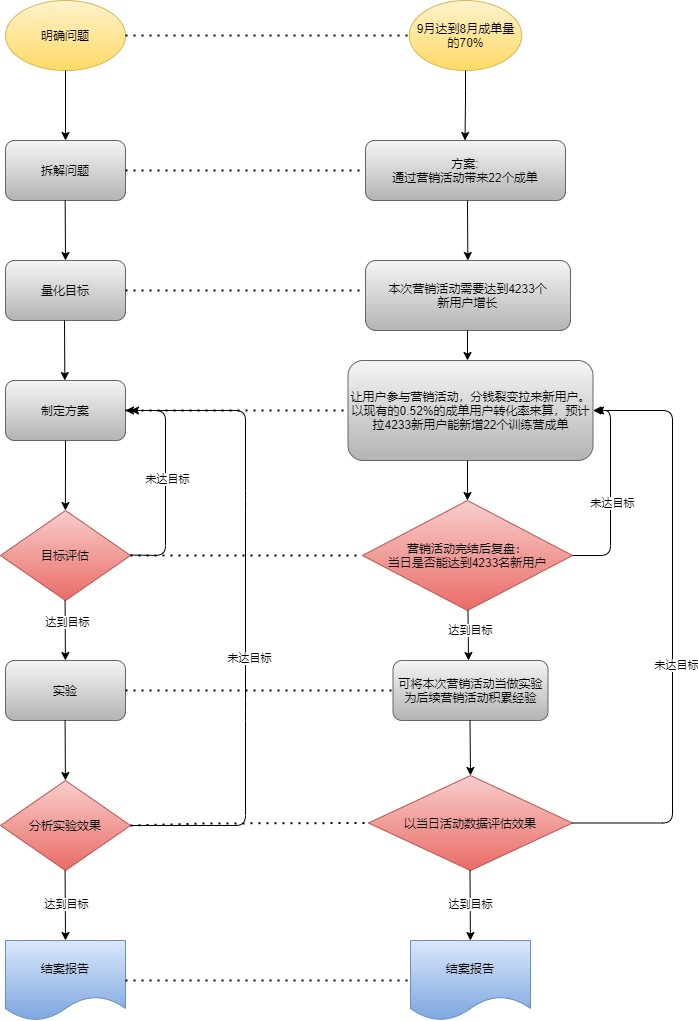 明确问题
9月达到8月成单量
的70%
拆解问题
方案:
通过营销活动带来22个成单
量化目标
本次营销活动需要达到4233个
新用户增长
制定方案
让用户参与营销活动，分钱裂变拉来新用户。
以现有的0.52%的成单用户转化率来算，预计
拉4233新用户能新增22个训练营成单
未达目标
未达目标
目标评估
营销活动完结后复盘：
当日是否能达到4233名新用户
达到目标
达到目标
未达目标
未达目标
实验
可将本次营销活动当做实验
为后续营销活动积累经验
分析实验效果
以当日活动数据评估效果
达到目标
达到目标
结案报告
结案报告